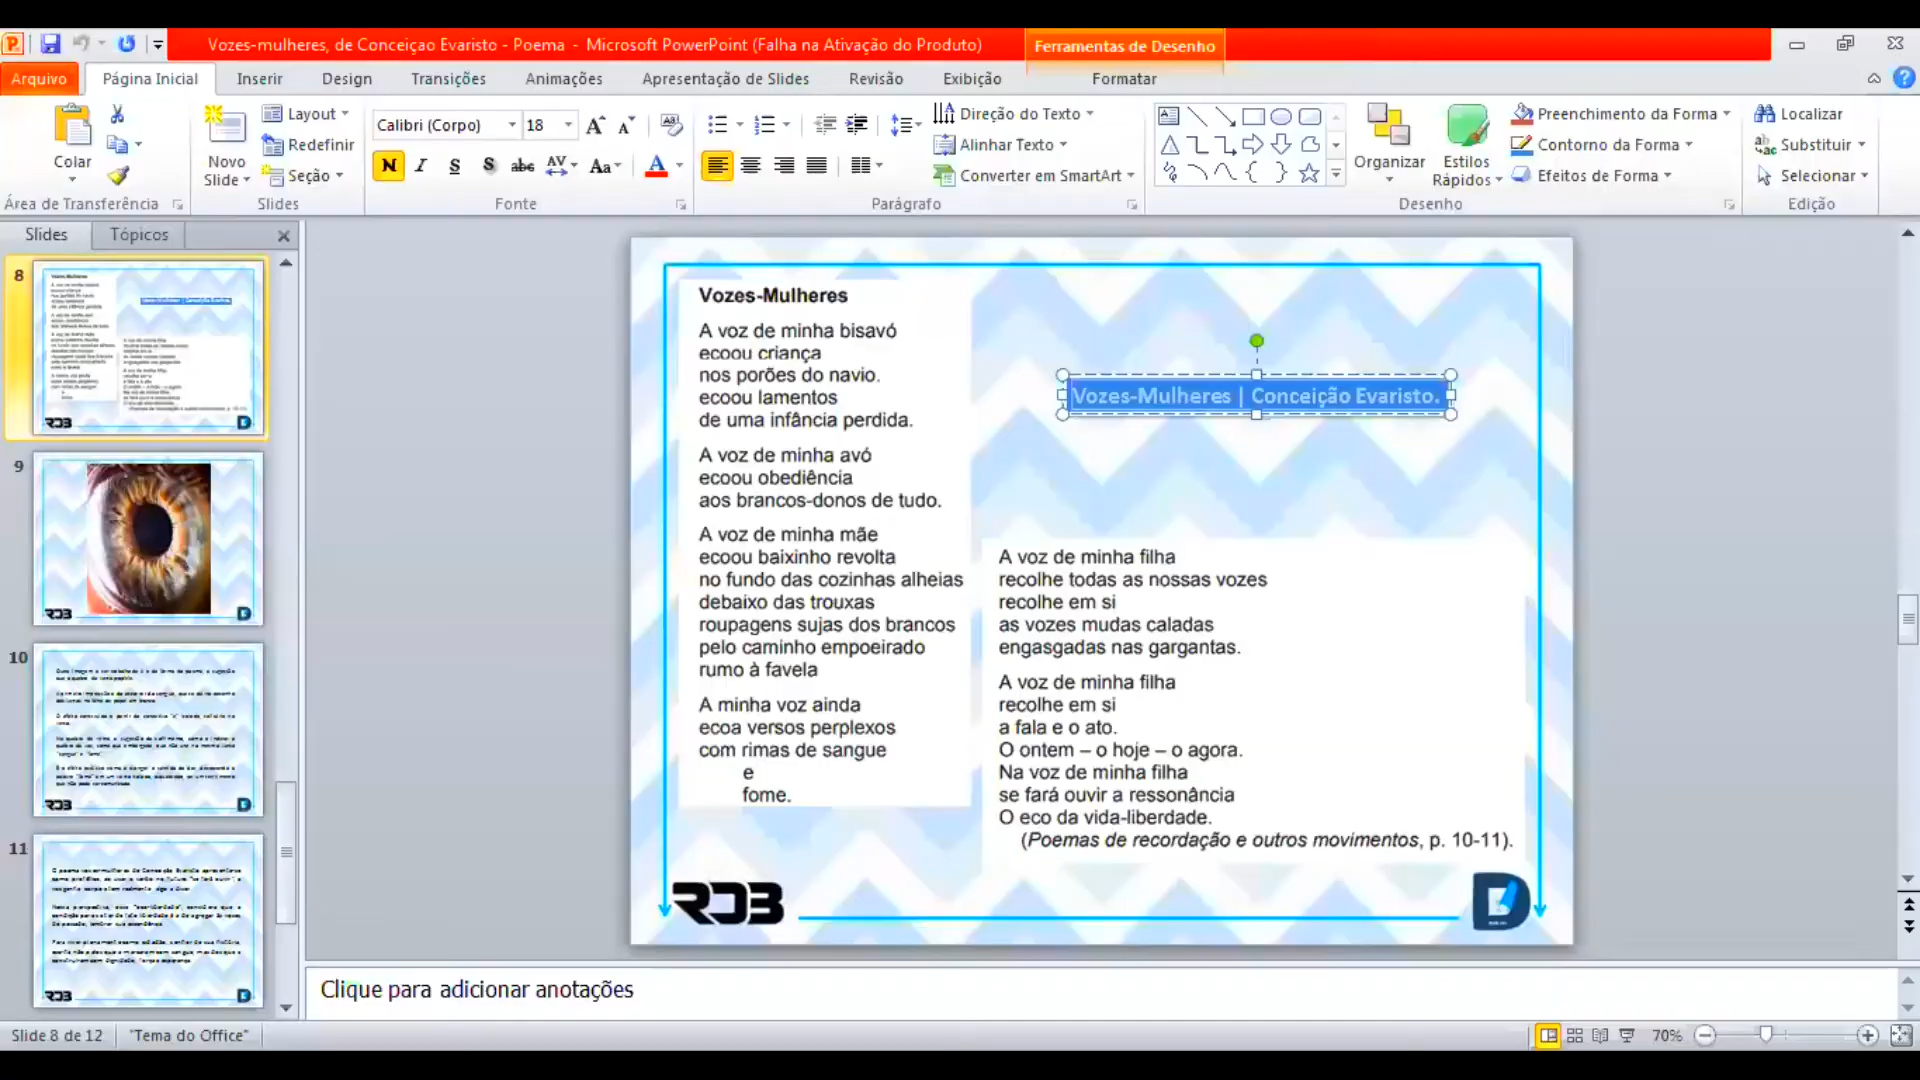 Vozes-mulheres, de Conceiçao Evaristo - Poema - Microsoft PowerPoint (Falha na Ativação do Produto)
Ferramentas de Desenho
Arquivo
Página Inicial
Inserir
Design
Transições
Animações
Apresentação de Slides
Revisão
Exibição
Formatar
Colar
Área de Transferência
Novo
Slide
Layout
Redefinir
Seção
Slides
Calibri (Corpo)
18
Fonte
Direção do Texto
Alinhar Texto
Converter em SmartArt
Parágrafo
Organizar
Estilos
Rápidos
Preenchimento da Forma
Contorno da Forma
Efeitos de Forma
Desenho
Localizar
Substituir
Selecionar
Edição
Slides
Tópicos
8
9
10
11
Vozes-Mulheres
A voz de minha bisavó
ecoou criança
nos porões do navio.
ecoou lamentos
de uma infância perdida.
A voz de minha avó
ecoou obediência
aos brancos-donos de tudo.
A voz de minha mãe
ecoou baixinho revolta
no fundo das cozinhas alheias
debaixo das trouxas
roupagens sujas dos brancos
pelo caminho empoeirado
rumo à favela
A minha voz ainda
ecoa versos perplexos
com rimas de sangue
e
fome.
Vozes-Mulheres | Conceição Evaristo.
A voz de minha filha
recolhe todas as nossas vozes
recolhe em si
as vozes mudas caladas
engasgadas nas gargantas.
A voz de minha filha
recolhe em si
a fala e o ato.
O ontem – o hoje – o agora.
Na voz de minha filha
se fará ouvir a ressonância
O eco da vida-liberdade.
(Poemas de recordação e outros movimentos, p. 10-11).
RDB
D
Clique para adicionar anotações
Slide 8 de 12
"Tema do Office"
70%